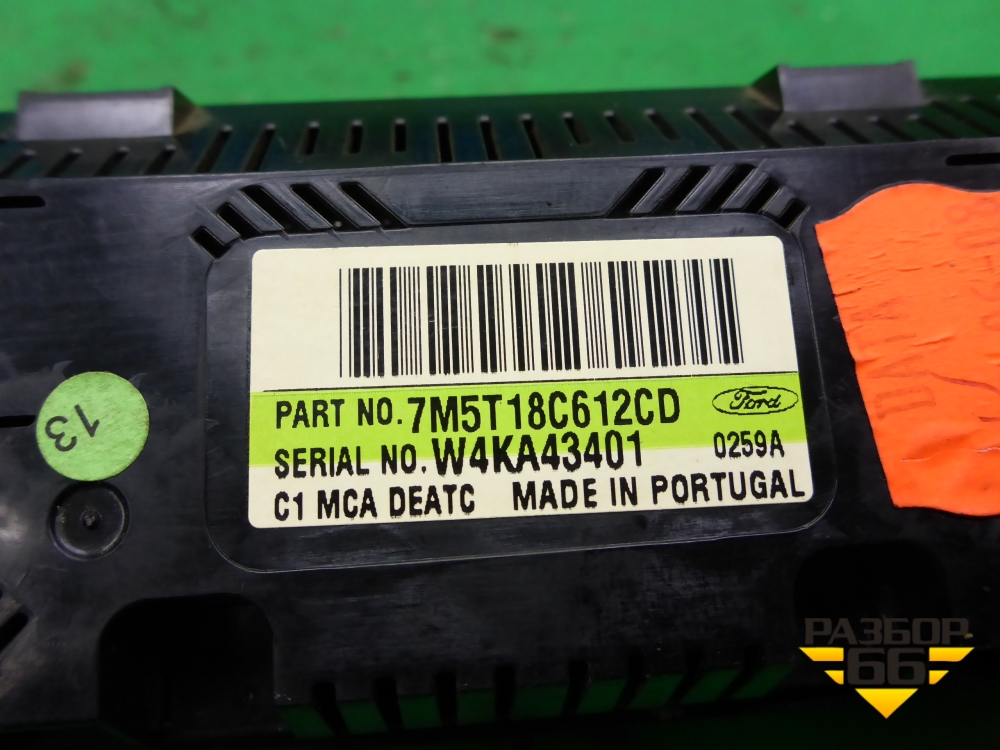 PART NO. 7M5T18C612CD Ford
SERIAL NO. W4KA43401 0259A
C1 MCA DEATC MADE IN PORTUGAL
13
РАЗБОР
66